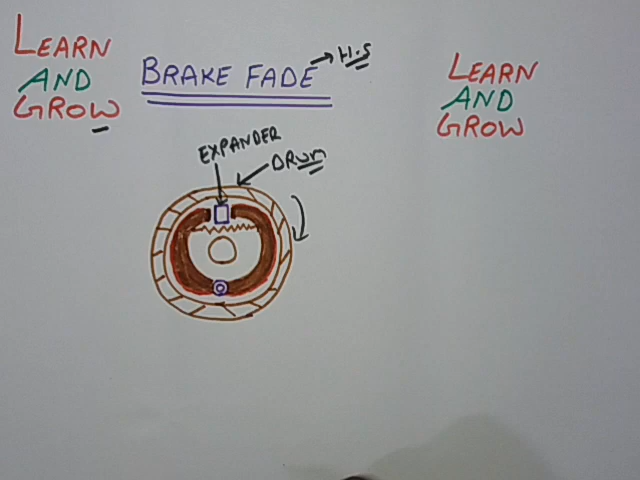 LEARN
AND
GROW
BRAKE FADE
H.S
LEARN
AND
GROW
EXPANDER
DRUM